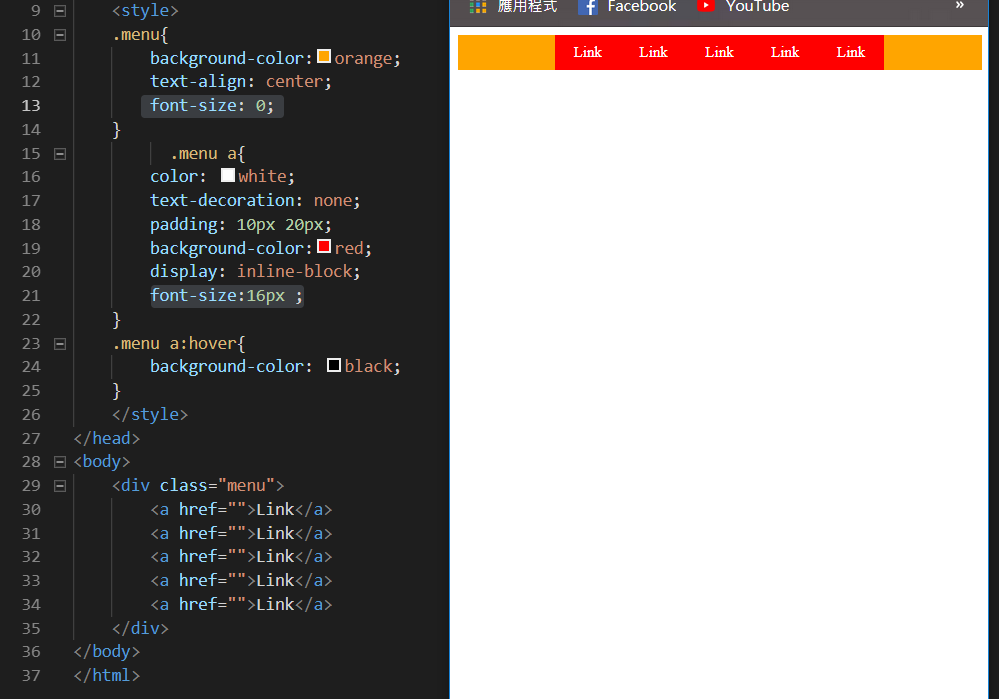 9 <style>
10 .menu{
11 background-color:orange;
12 text-align: center;
13 font-size: 0;
14 }
15 .menu a{
16 color: white;
17 text-decoration: none;
18 padding: 10px 20px;
19 background-color:red;
20 display: inline-block;
21 font-size:16px ;
22 }
23 .menu a:hover{
24 background-color: black;
25 }
26 </style>
27 </head>
28 <body>
29 <div class="menu">
30 <a href="">Link</a>
31 <a href="">Link</a>
32 <a href="">Link</a>
33 <a href="">Link</a>
34 <a href="">Link</a>
35 </div>
36 </body>
37 </html>
應用程式 Facebook YouTube »
Link Link Link Link Link